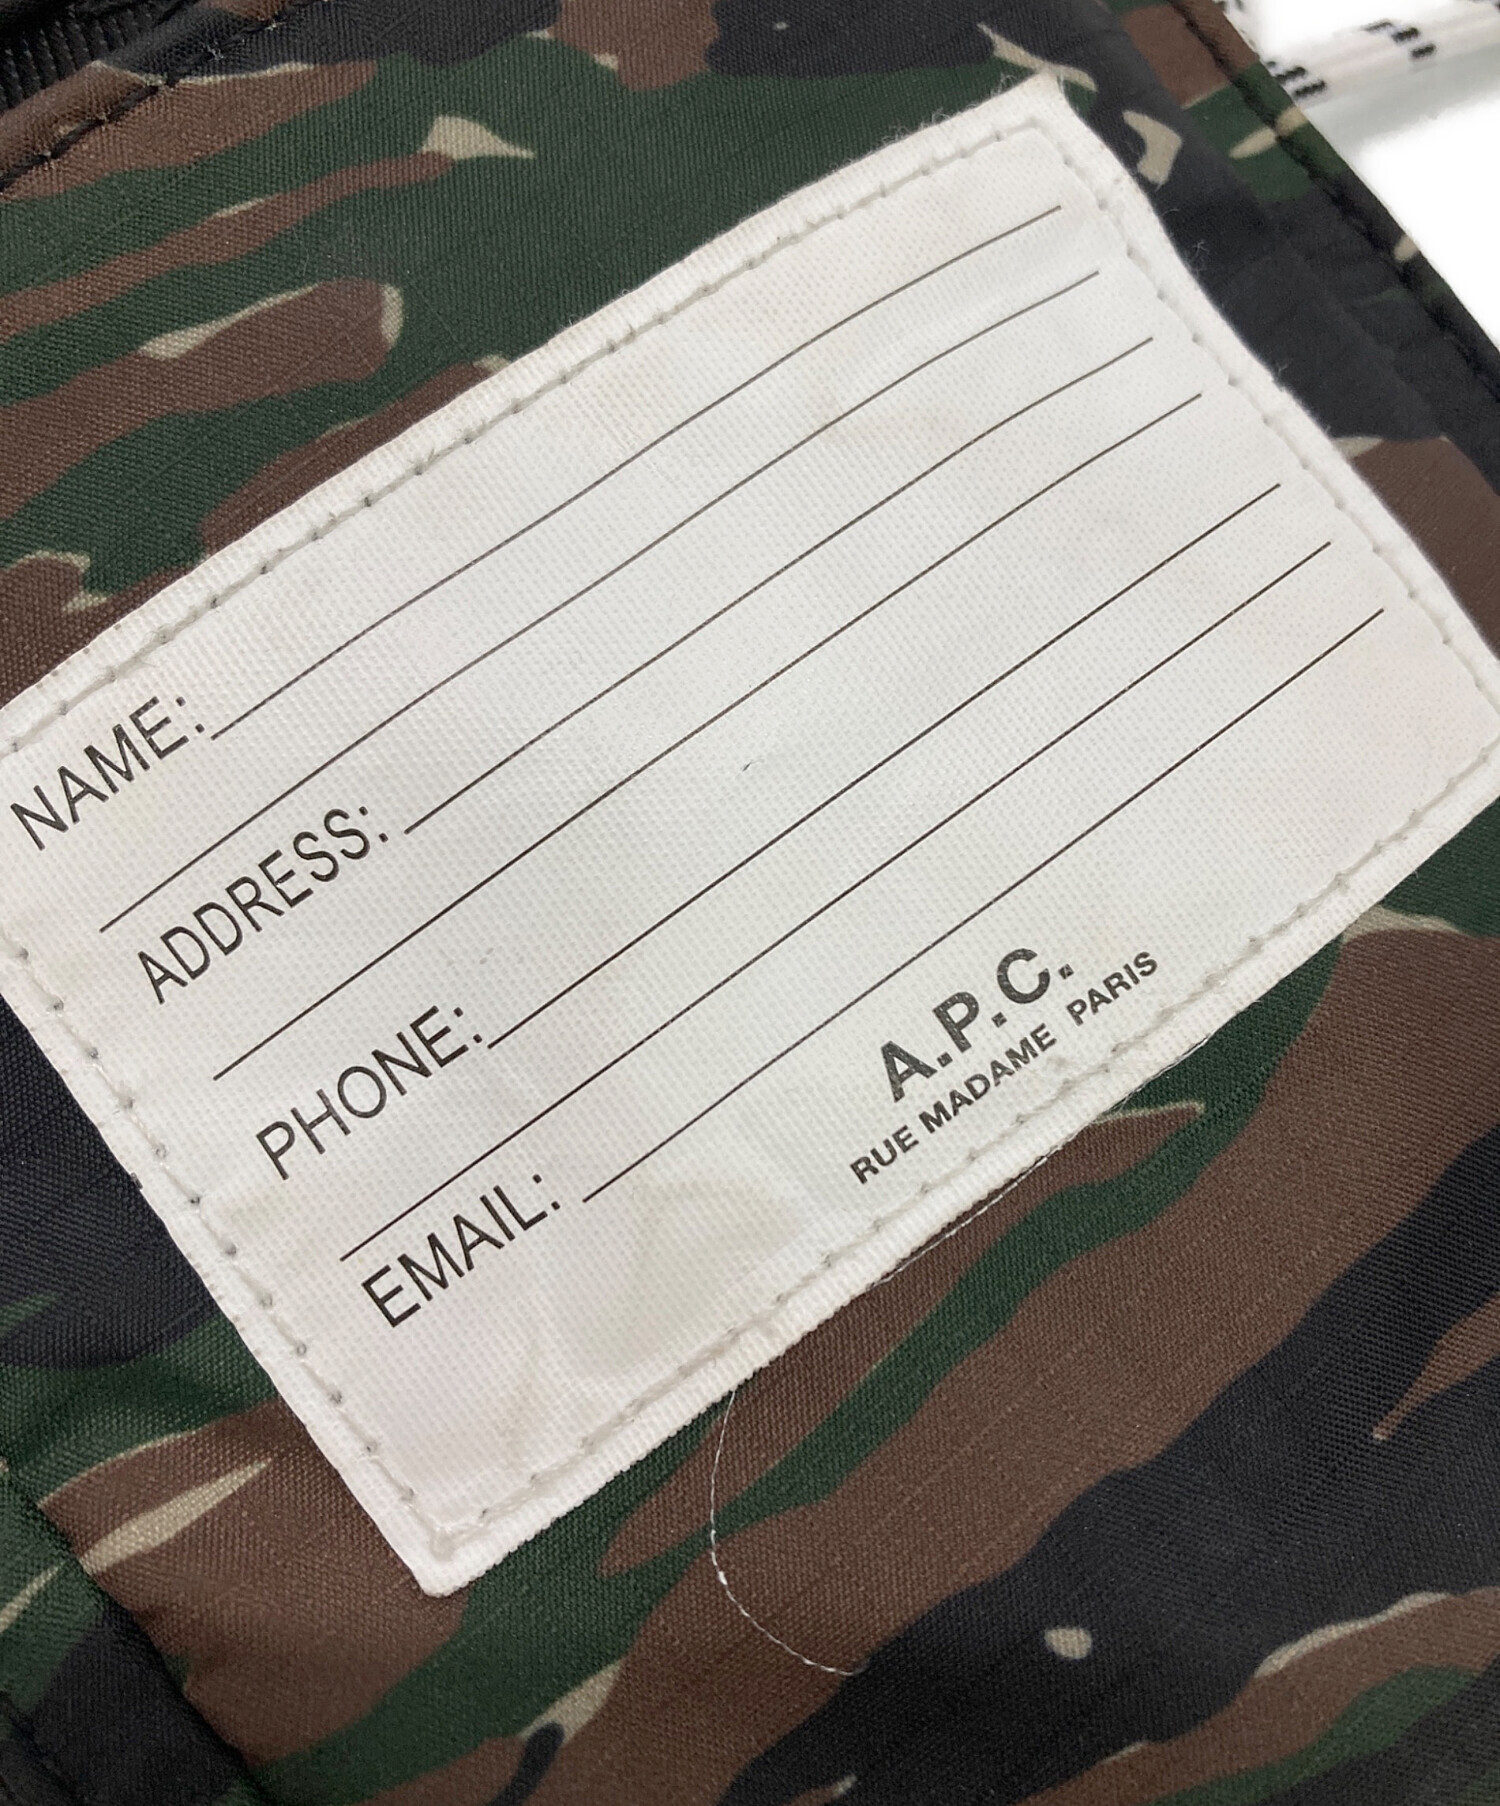 NAME:
ADDRESS:
PHONE:
EMAIL:
A.P.C.
RUE MADAME PARIS